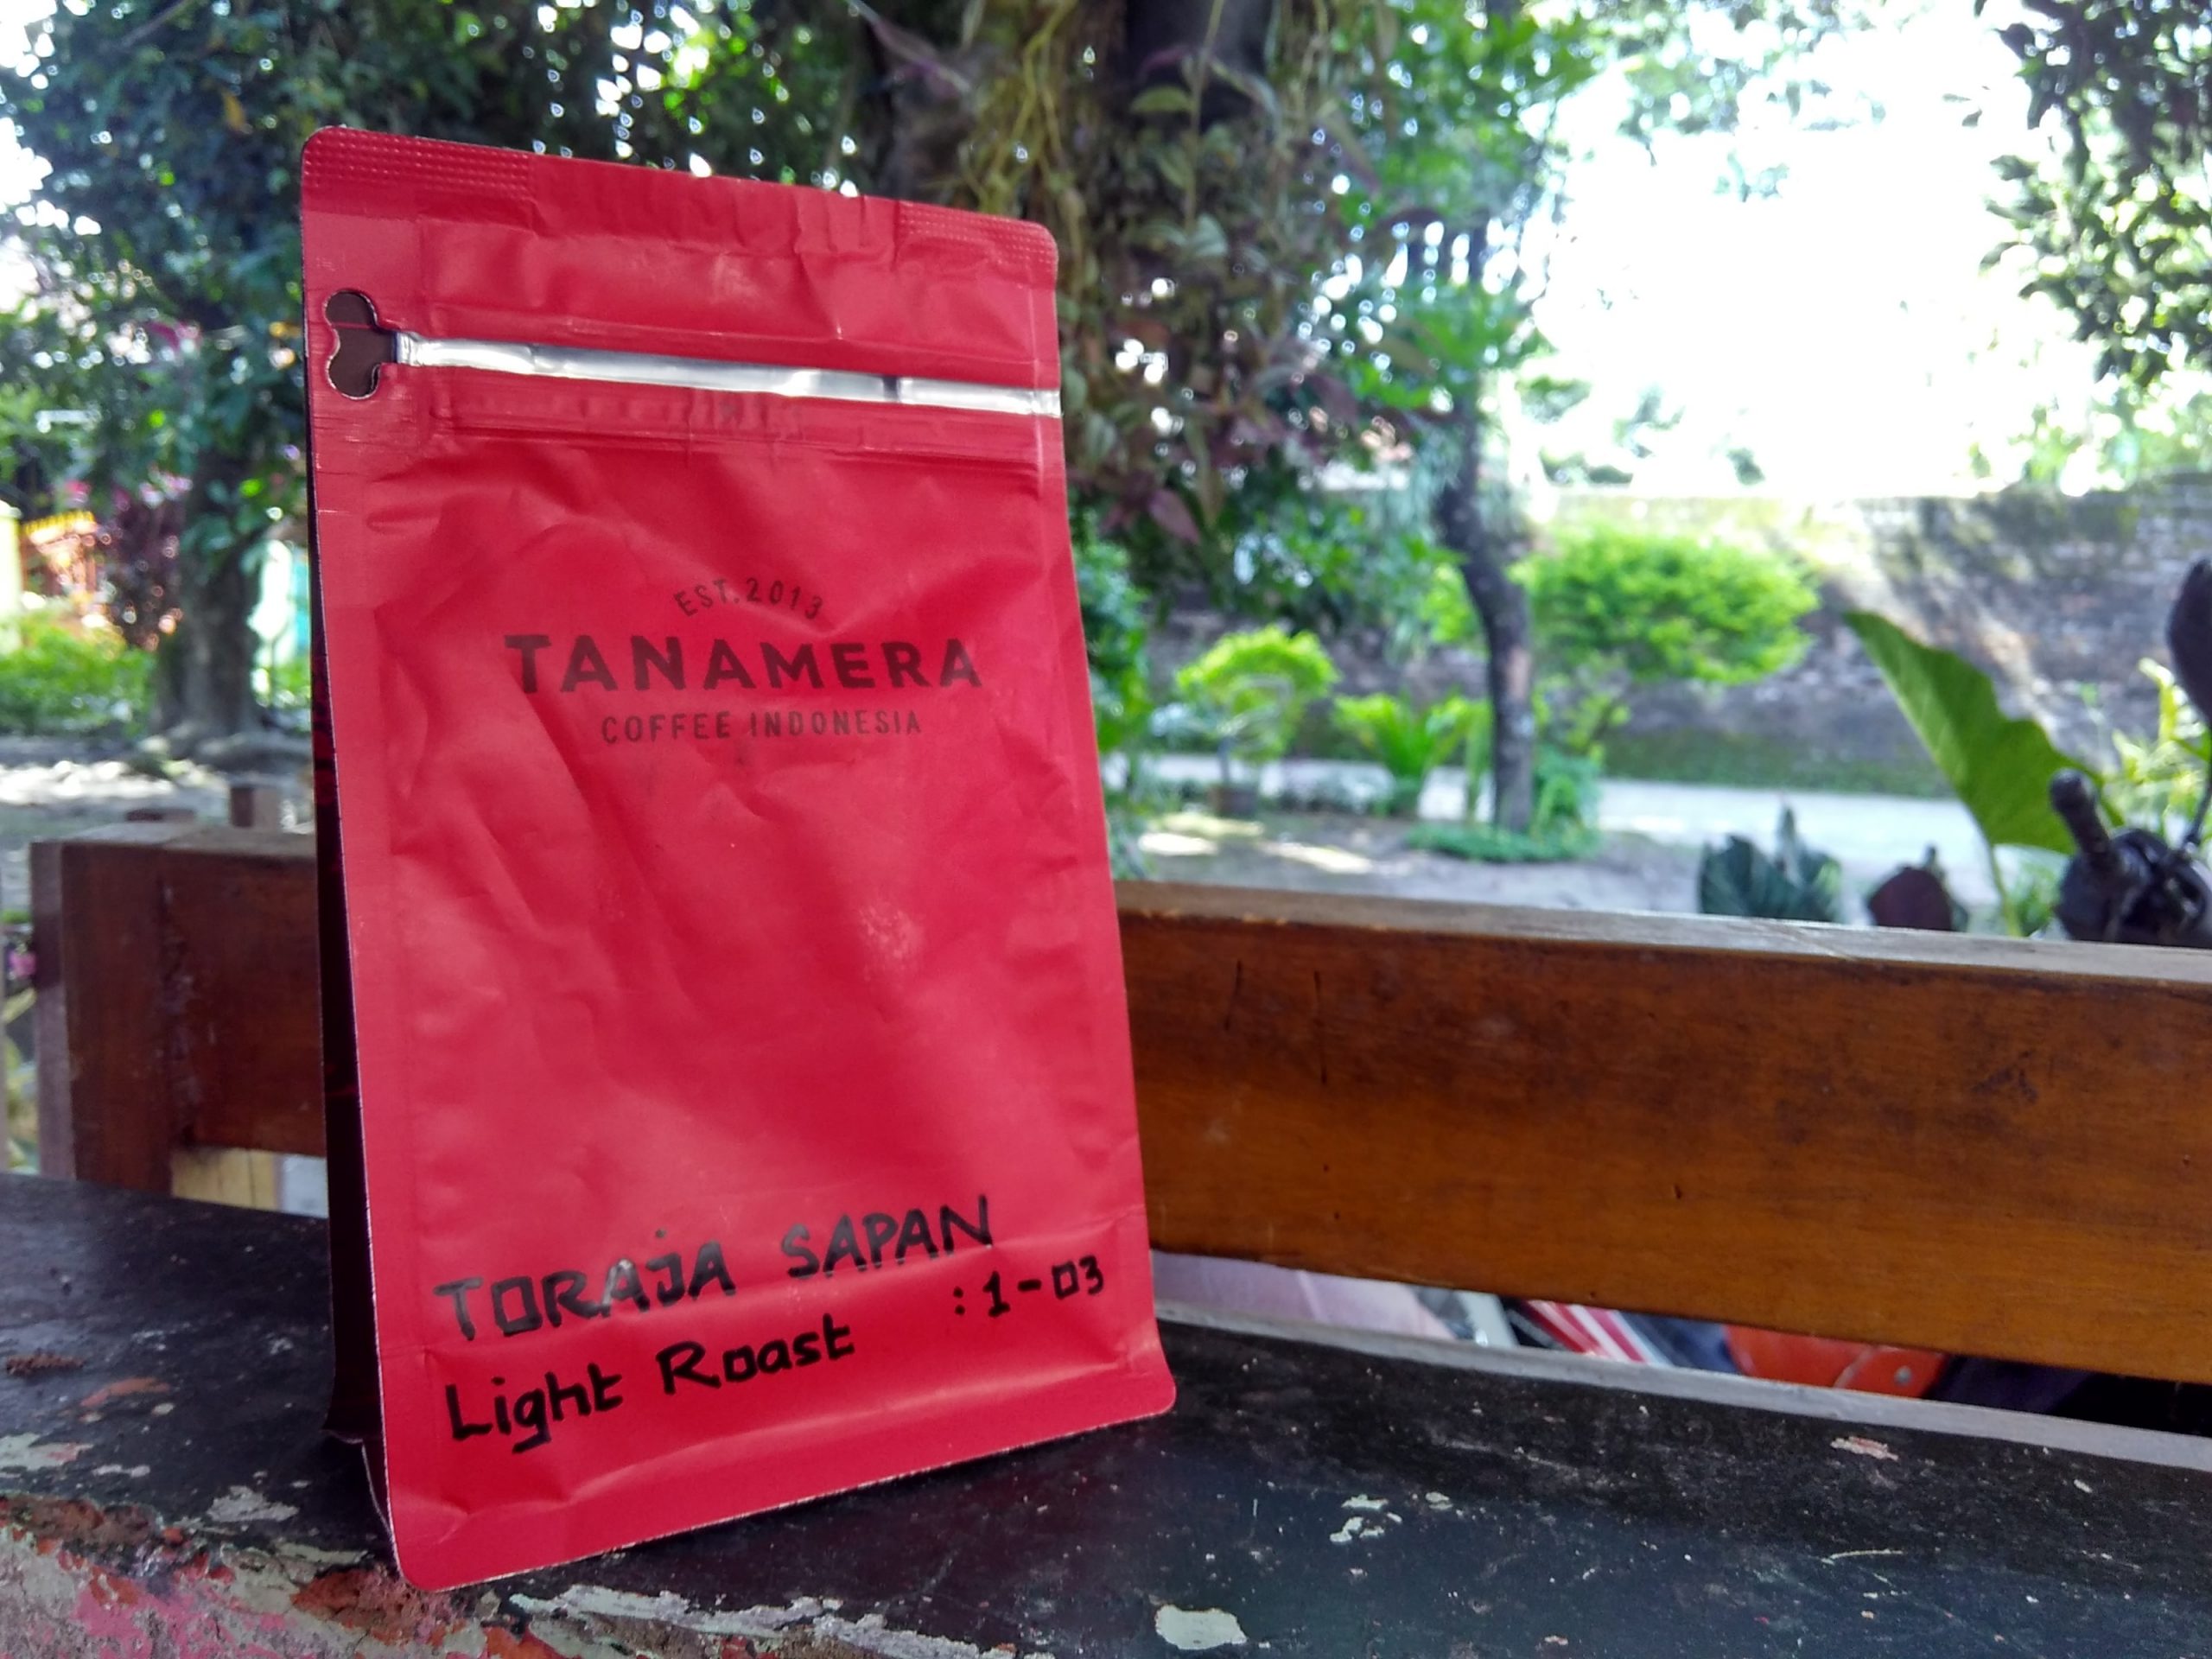 EST. 2013
TANAMERA
COFFEE INDONESIA
TORAJA SAPAN
Light Roast : 1-03